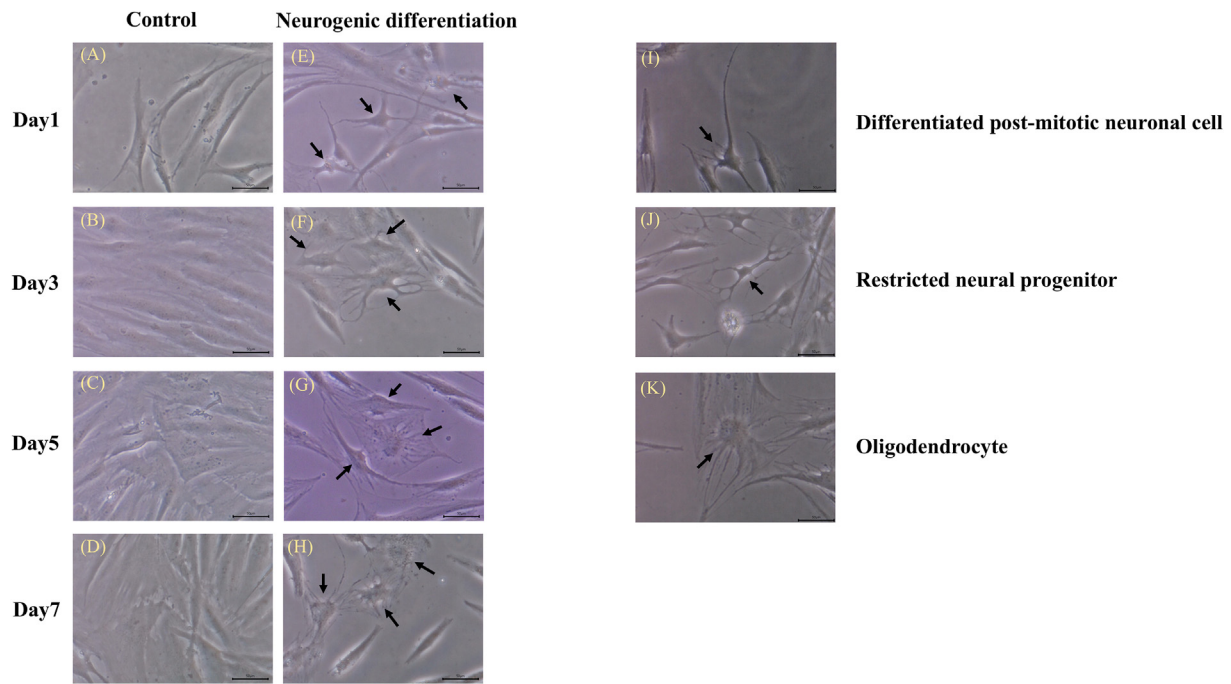 Control Neurogenic differentiation
Day1 (A) (E) (I) Differentiated post-mitotic neuronal cell
Day3 (B) (F) (J) Restricted neural progenitor
Day5 (C) (G) (K) Oligodendrocyte
Day7 (D) (H)